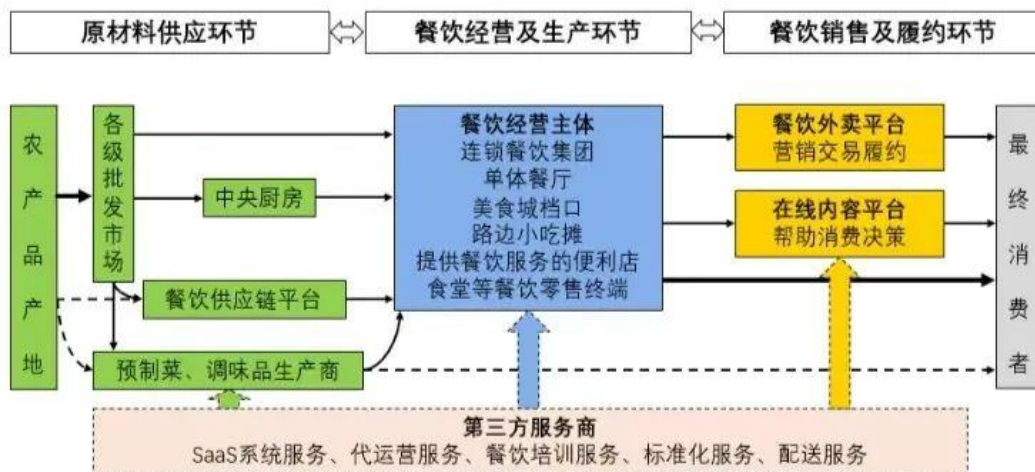 原材料供应环节
餐饮经营及生产环节
餐饮销售及履约环节
农产品产地
各级批发市场
中央厨房
餐饮供应链平台
预制菜、调味品生产商
餐饮经营主体
连锁餐饮集团
单体餐厅
美食城档口
路边小吃摊
提供餐饮服务的便利店
食堂等餐饮零售终端
餐饮外卖平台
营销交易履约
在线内容平台
帮助消费决策
最终消费者
第三方服务商
SaaS系统服务、代运营服务、餐饮培训服务、标准化服务、配送服务